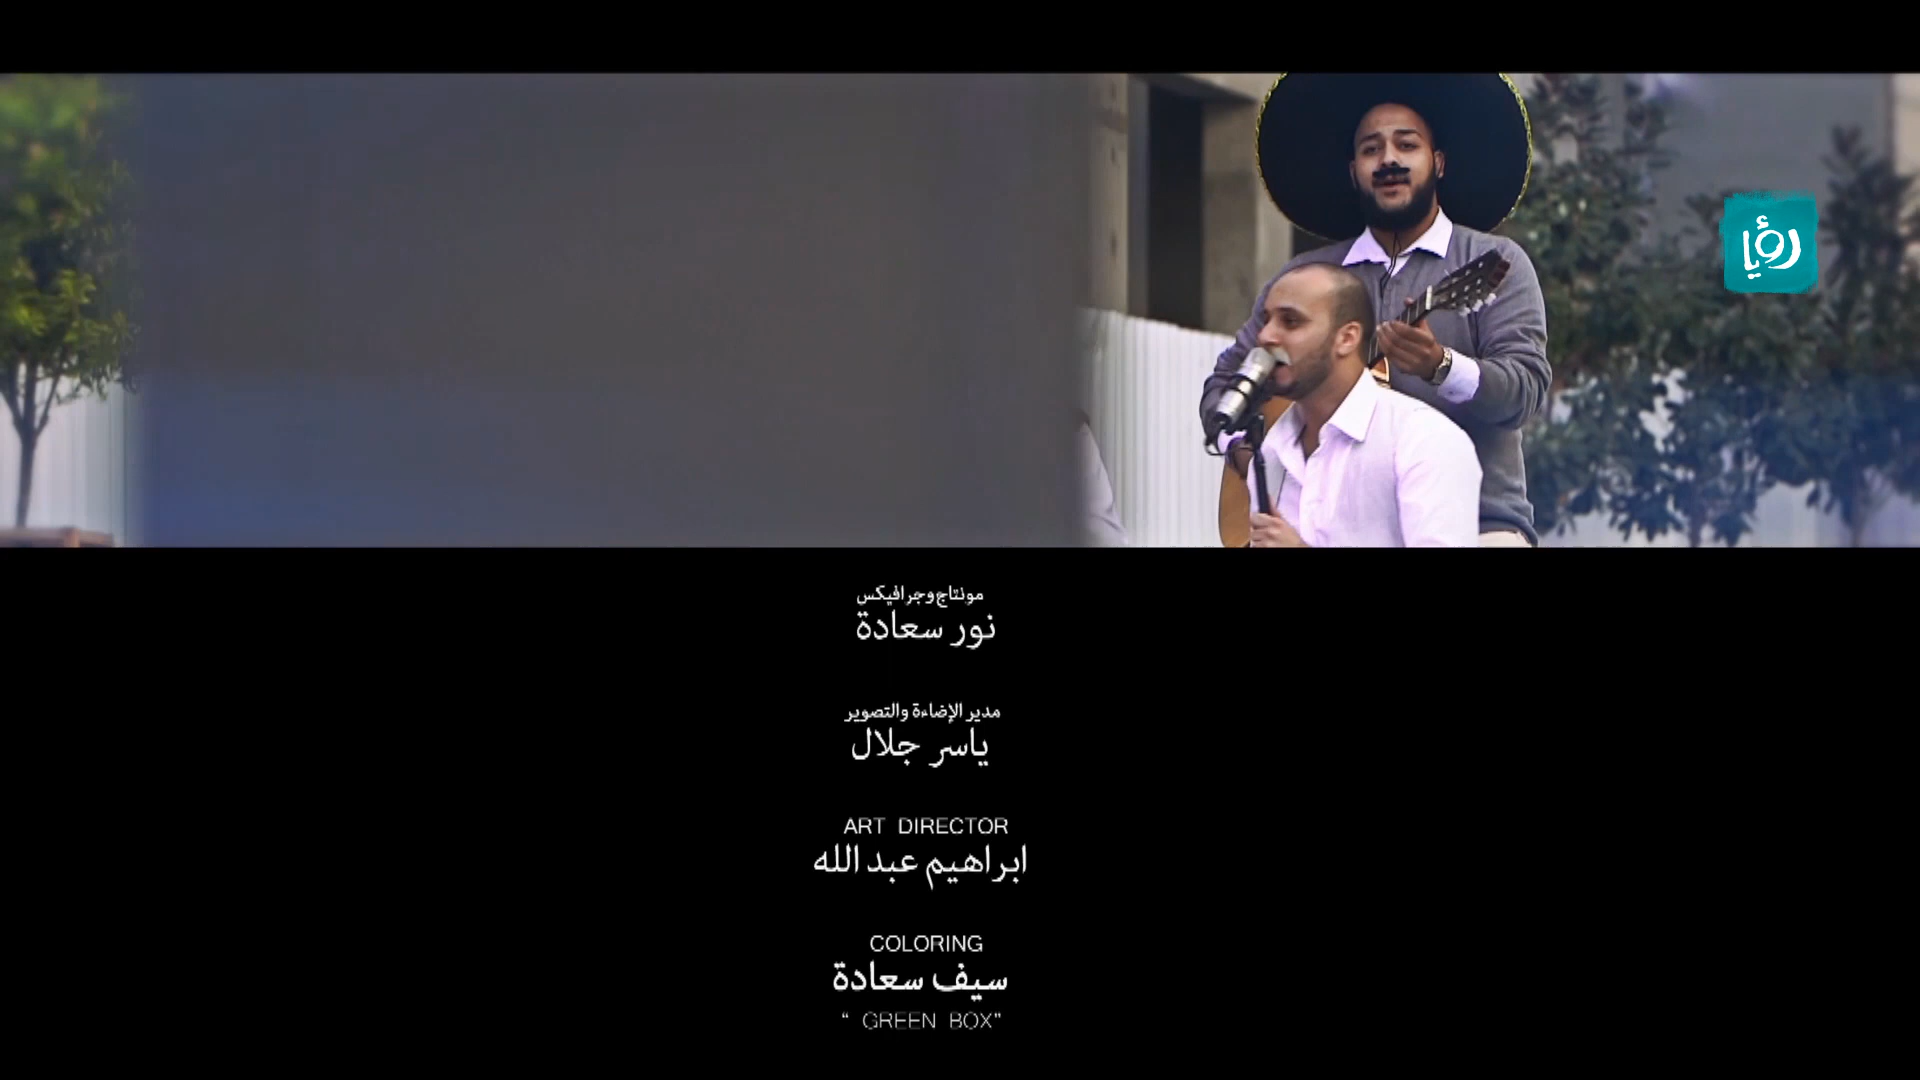 رؤيا
مونتاج وجرافيكس
نور سعادة
مدير الإضاءة والتصوير
ياسر جلال
ART DIRECTOR
ابراهيم عبد الله
COLORING
سيف سعادة
“ GREEN BOX”